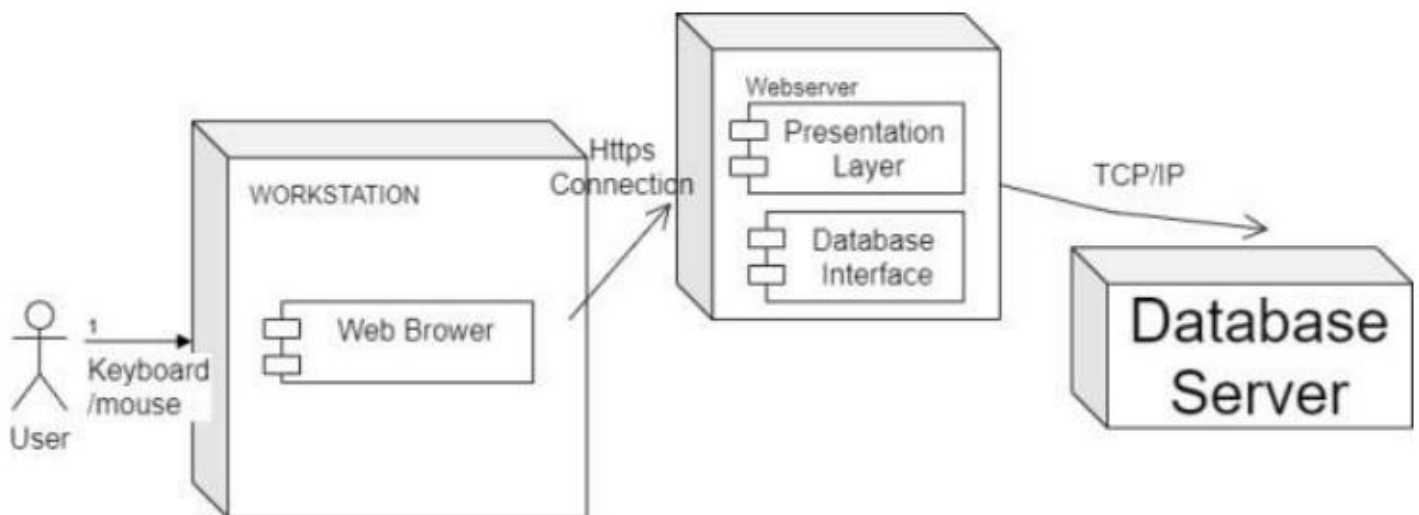 User
1
Keyboard
/mouse
WORKSTATION
Web Brower
Https
Connection
Webserver
Presentation
Layer
Database
Interface
TCP/IP
Database
Server